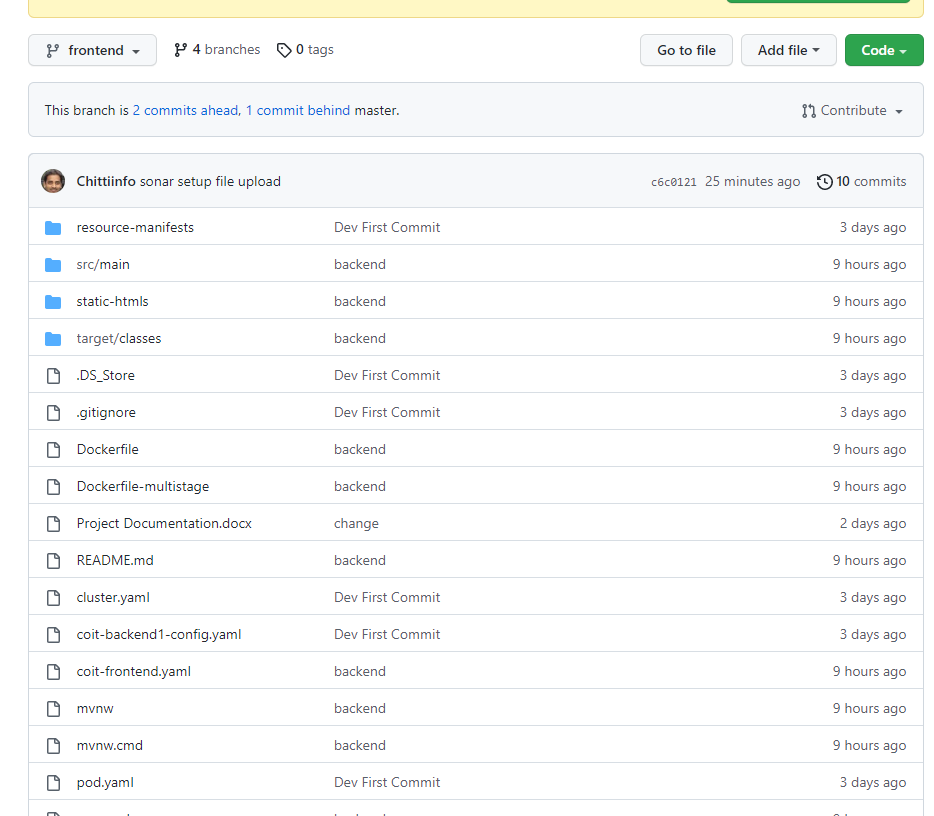 frontend 4 branches 0 tags Go to file Add file Code
This branch is 2 commits ahead, 1 commit behind master. Contribute
Chittiinfo sonar setup file upload c6c0121 25 minutes ago 10 commits
resource-manifests Dev First Commit 3 days ago
src/main backend 9 hours ago
static-htmls backend 9 hours ago
target/classes backend 9 hours ago
.DS_Store Dev First Commit 3 days ago
.gitignore Dev First Commit 3 days ago
Dockerfile backend 9 hours ago
Dockerfile-multistage backend 9 hours ago
Project Documentation.docx change 2 days ago
README.md backend 9 hours ago
cluster.yaml Dev First Commit 3 days ago
coit-backend1-config.yaml Dev First Commit 3 days ago
coit-frontend.yaml backend 9 hours ago
mvnw backend 9 hours ago
mvnw.cmd backend 9 hours ago
pod.yaml Dev First Commit 3 days ago